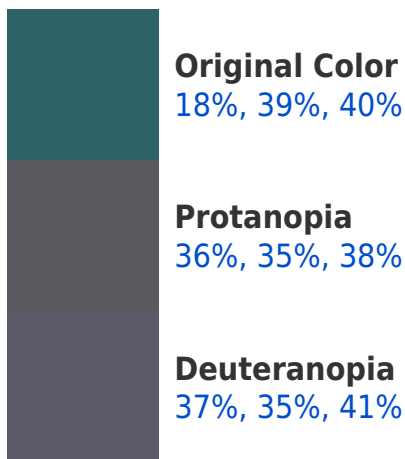 Original Color
18%, 39%, 40%
Protanopia
36%, 35%, 38%
Deuteranopia
37%, 35%, 41%